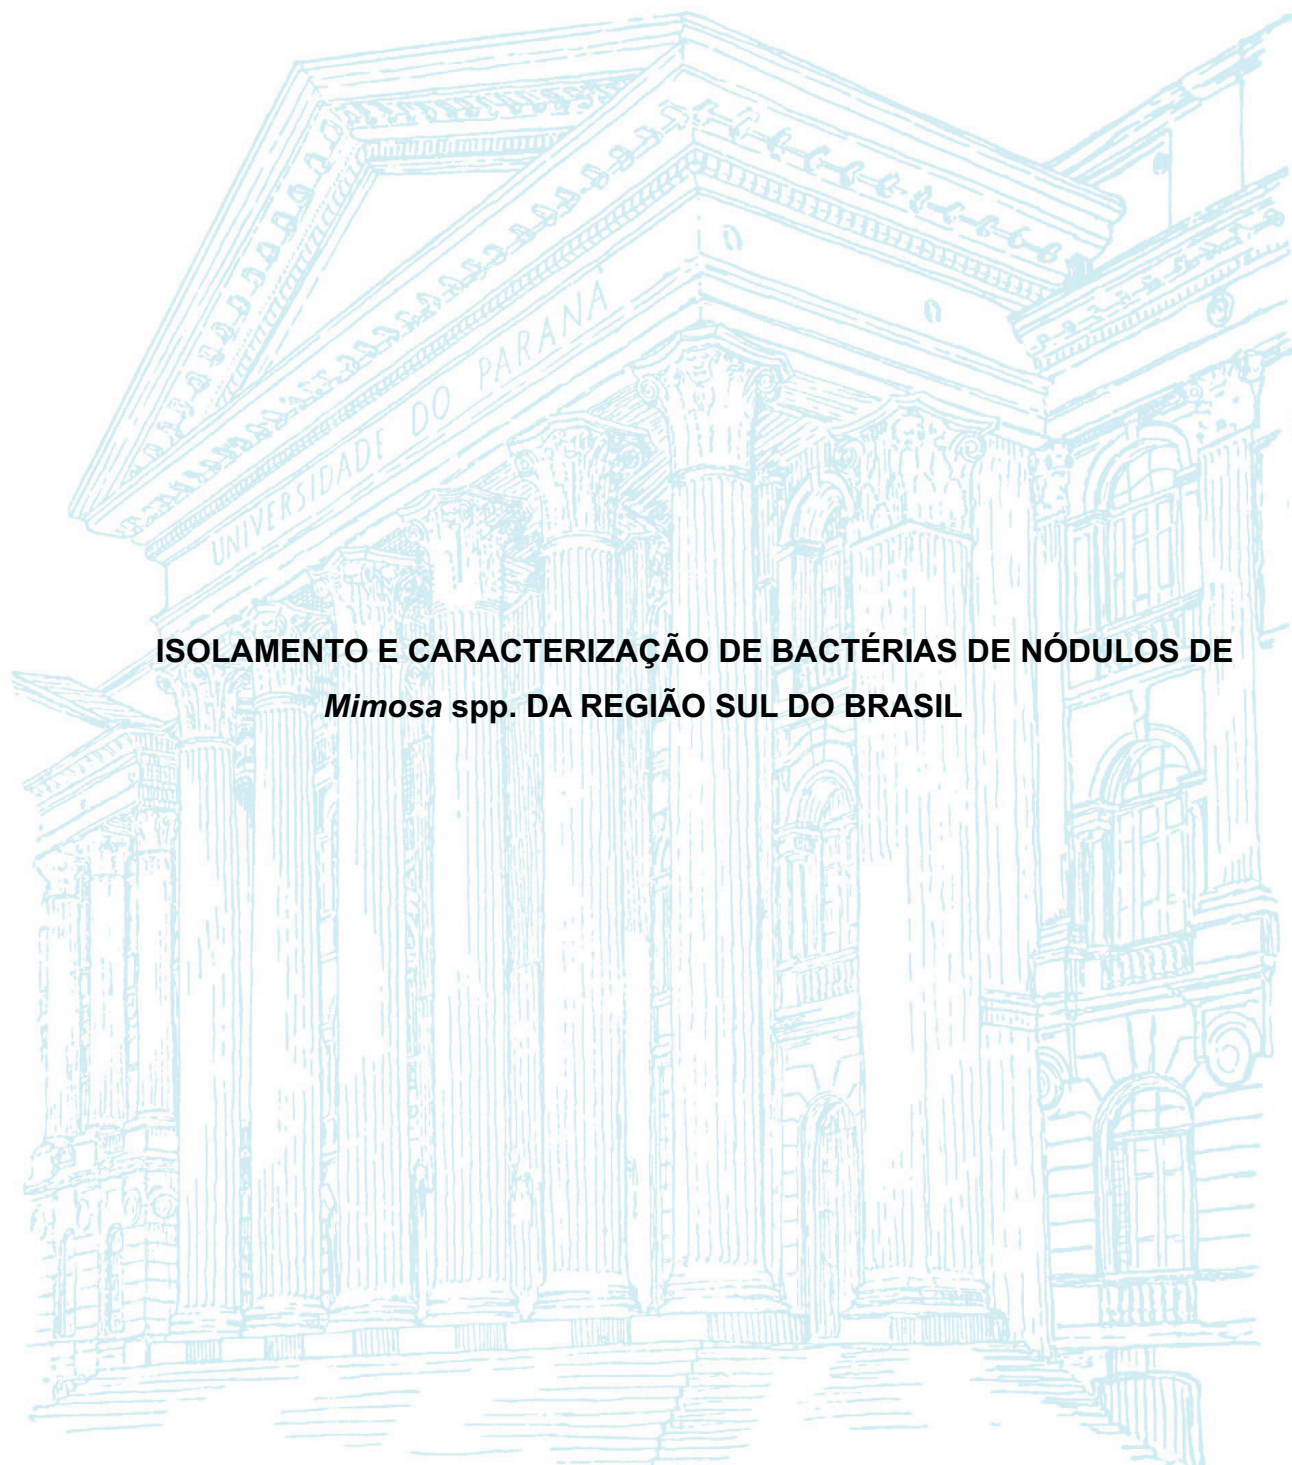 UNIVERSIDADE DO PARANÁ
ISOLAMENTO E CARACTERIZAÇÃO DE BACTÉRIAS DE NÓDULOS DE
Mimosa spp. DA REGIÃO SUL DO BRASIL